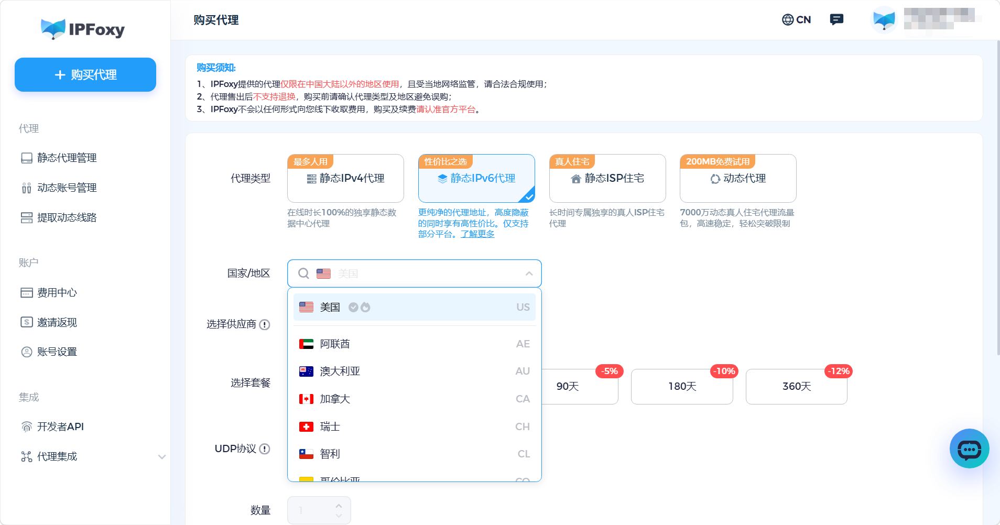 IPFoxy
购买代理
CN
+ 购买代理
代理
静态代理管理
动态账号管理
提取动态线路
账户
费用中心
邀请返现
账号设置
集成
开发者API
代理集成
购买须知:
1、IPFoxy提供的代理仅限在中国大陆以外的地区使用，且受当地网络监管，请合法合规使用；
2、代理售出后不支持退换，购买前请确认代理类型及地区避免误购；
3、IPFoxy不会以任何形式向您线下收取费用，购买及续费请认准官方平台。
代理类型
最多人用
静态IPv4代理
在线时长100%的独享静态数
据中心代理
性价比之选
静态IPv6代理
更纯净的代理地址，高度隐蔽
的同时享有高性价比。仅支持
部分平台。了解更多
真人住宅
静态ISP住宅
长时间专属独享的真人ISP住宅
代理
200MB免费试用
动态代理
7000万动态真人住宅代理流量
包，高速稳定，轻松突破限制
国家/地区
美国
美国 US
阿联酋 AE
澳大利亚 AU
加拿大 CA
瑞士 CH
智利 CL
哥伦比亚 CO
选择供应商
选择套餐
90天 -5%
180天 -10%
360天 -12%
UDP协议
数量
1